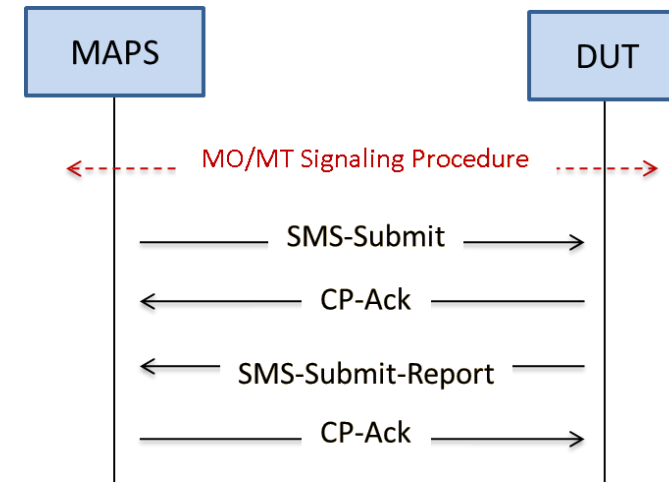 MAPS
DUT
MO/MT Signaling Procedure
SMS-Submit
CP-Ack
SMS-Submit-Report
CP-Ack